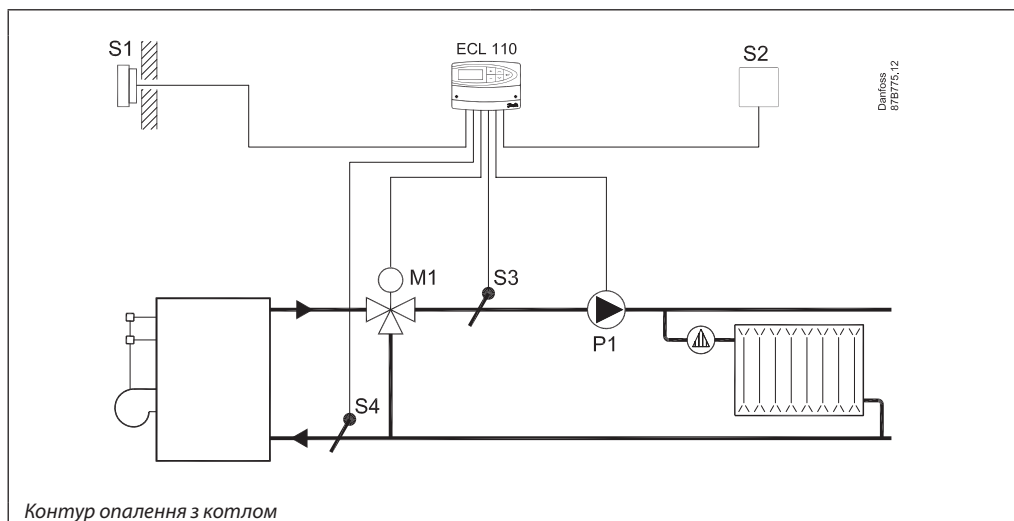 S1
ECL 110
S2
Danfoss
87B775.12
M1
S3
P1
S4
Контур опалення з котлом